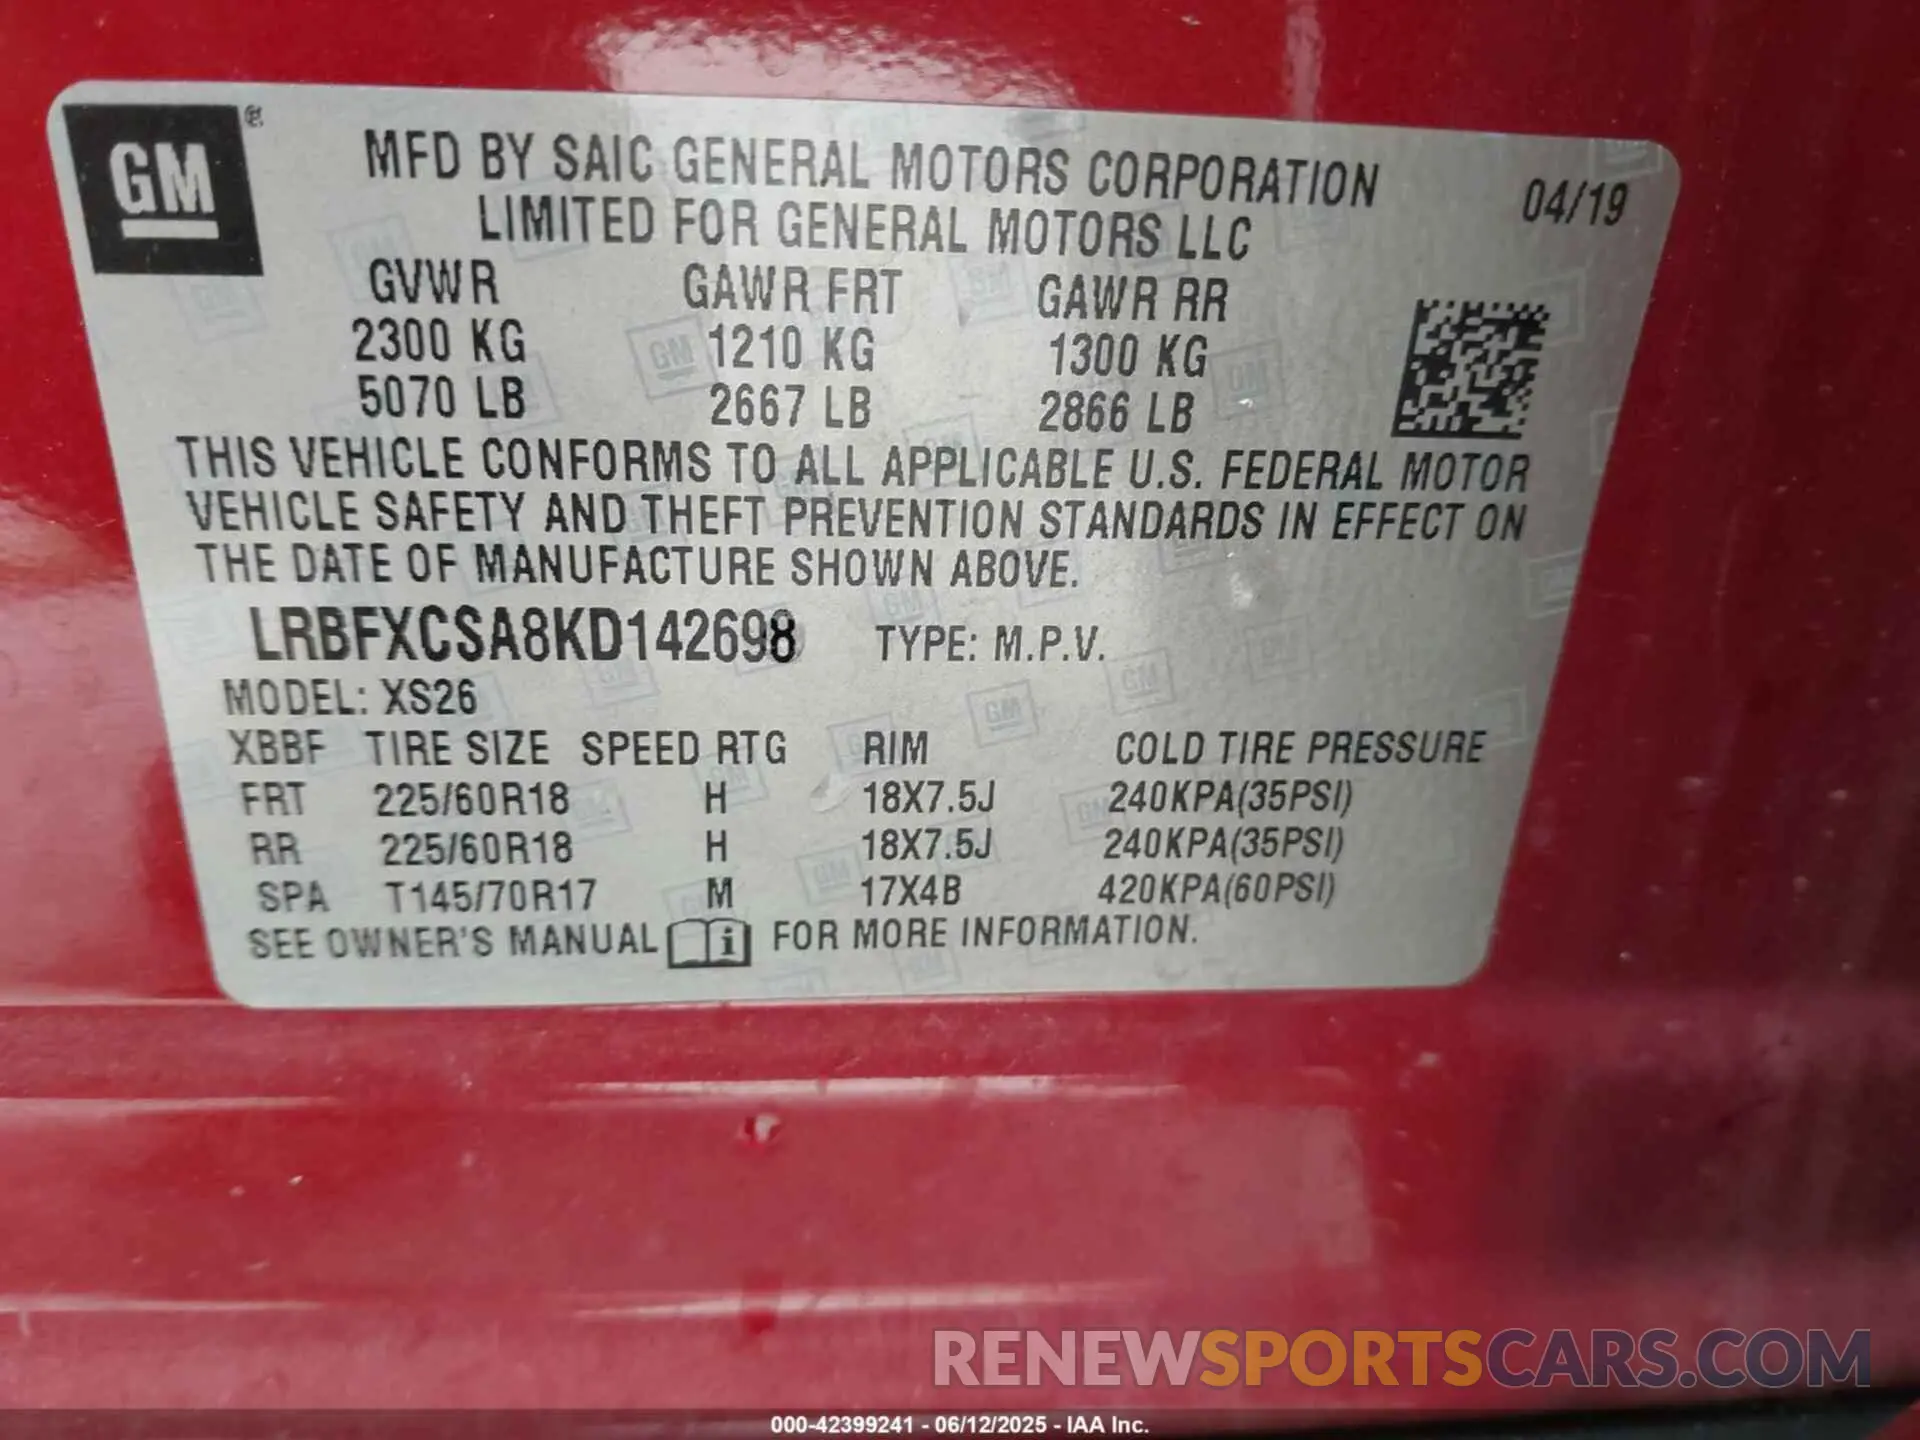 GM®
MFD BY SAIC GENERAL MOTORS CORPORATION
LIMITED FOR GENERAL MOTORS LLC
04/19
GVWR GAWR FRT GAWR RR
2300 KG 1210 KG 1300 KG
5070 LB 2667 LB 2866 LB
THIS VEHICLE CONFORMS TO ALL APPLICABLE U.S. FEDERAL MOTOR
VEHICLE SAFETY AND THEFT PREVENTION STANDARDS IN EFFECT ON
THE DATE OF MANUFACTURE SHOWN ABOVE.
LRBFXCSA8KD142698 TYPE: M.P.V.
MODEL: XS26
XBBF TIRE SIZE SPEED RTG RIM COLD TIRE PRESSURE
FRT 225/60R18 H 18X7.5J 240KPA(35PSI)
RR 225/60R18 H 18X7.5J 240KPA(35PSI)
SPA T145/70R17 M 17X4B 420KPA(60PSI)
SEE OWNER'S MANUAL i FOR MORE INFORMATION.
RENEWSPORTSCARS.COM
000-42399241 - 06/12/2025 - IAA Inc.